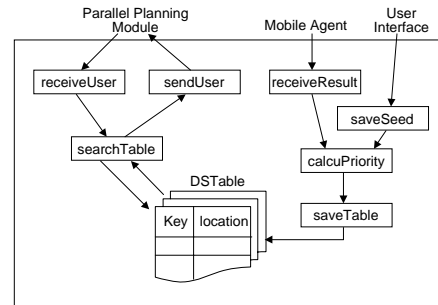 Parallel Planning
Module
Mobile Agent
User
Interface
receiveUser
sendUser
receiveResult
saveSeed
searchTable
calcuPriority
DSTable
Key location
saveTable